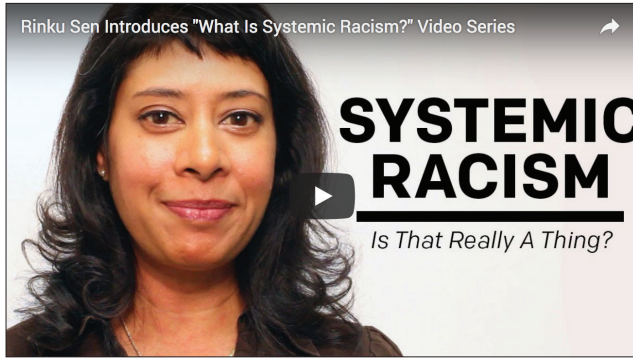 Rinku Sen Introduces "What Is Systemic Racism?" Video Series
SYSTEMIC
RACISM
Is That Really A Thing?